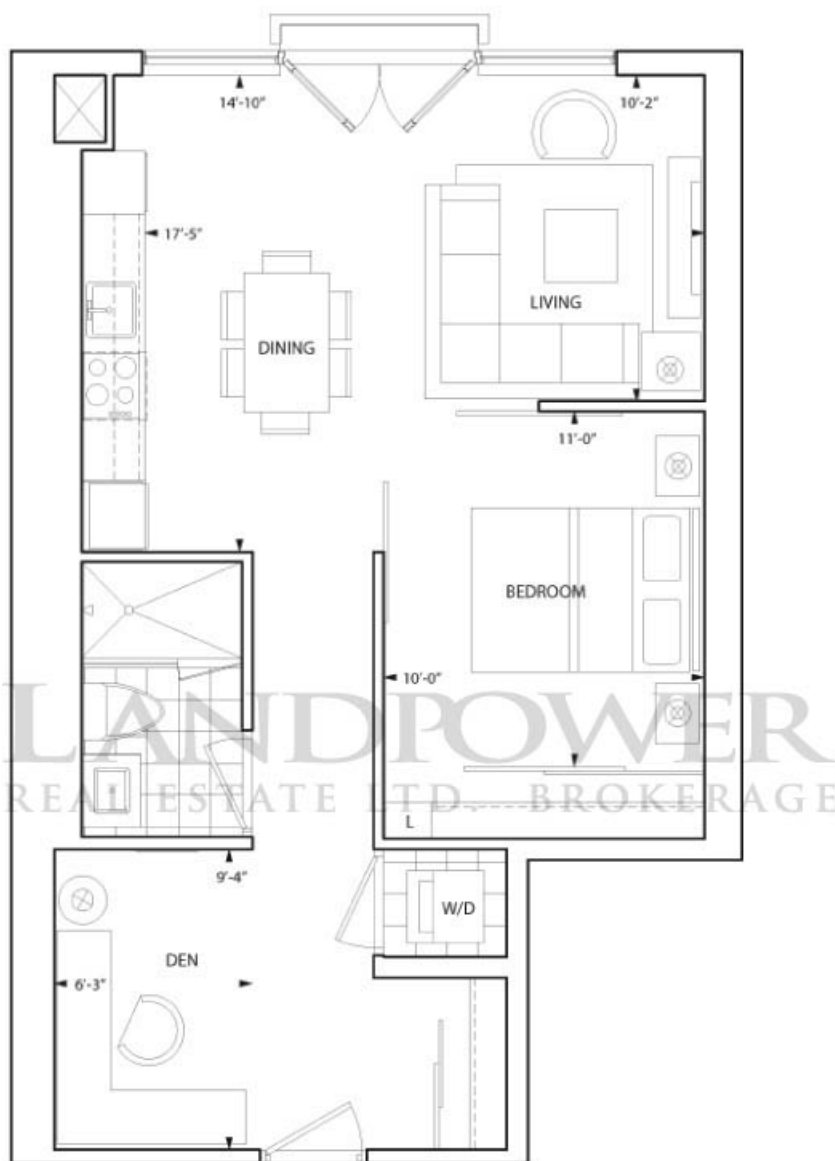 14'-10"
10'-2"
17'-5"
LIVING
DINING
11'-0"
BEDROOM
10'-0"
LANDPOWER
REAL ESTATE LTD. BROKERAGE
L
9'-4"
W/D
DEN
6'-3"